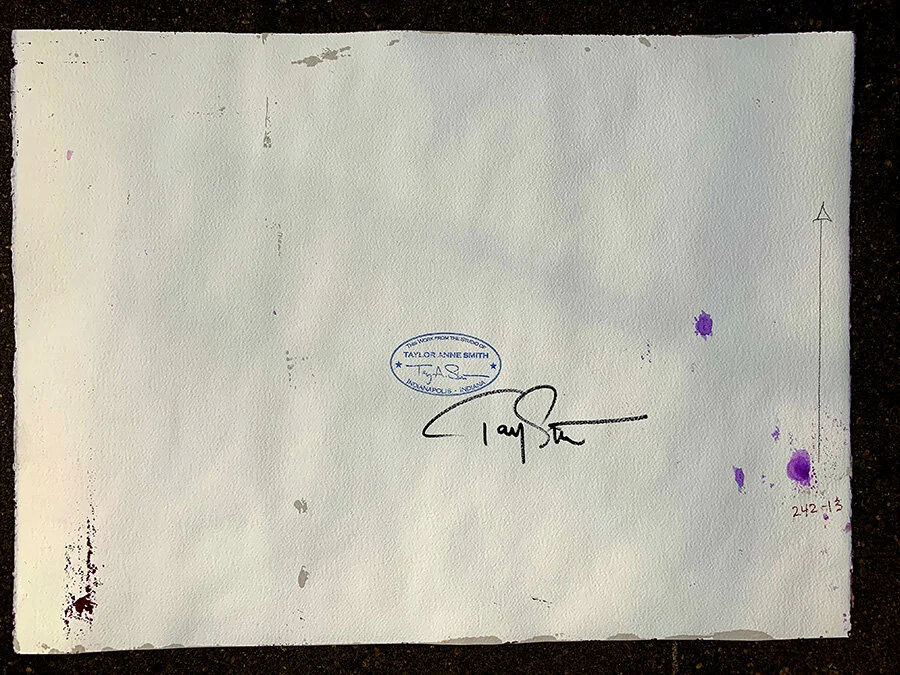 THIS WORK FROM THE STUDIO OF
TAYLOR ANNE SMITH
INDIANAPOLIS - INDIANA
242-13